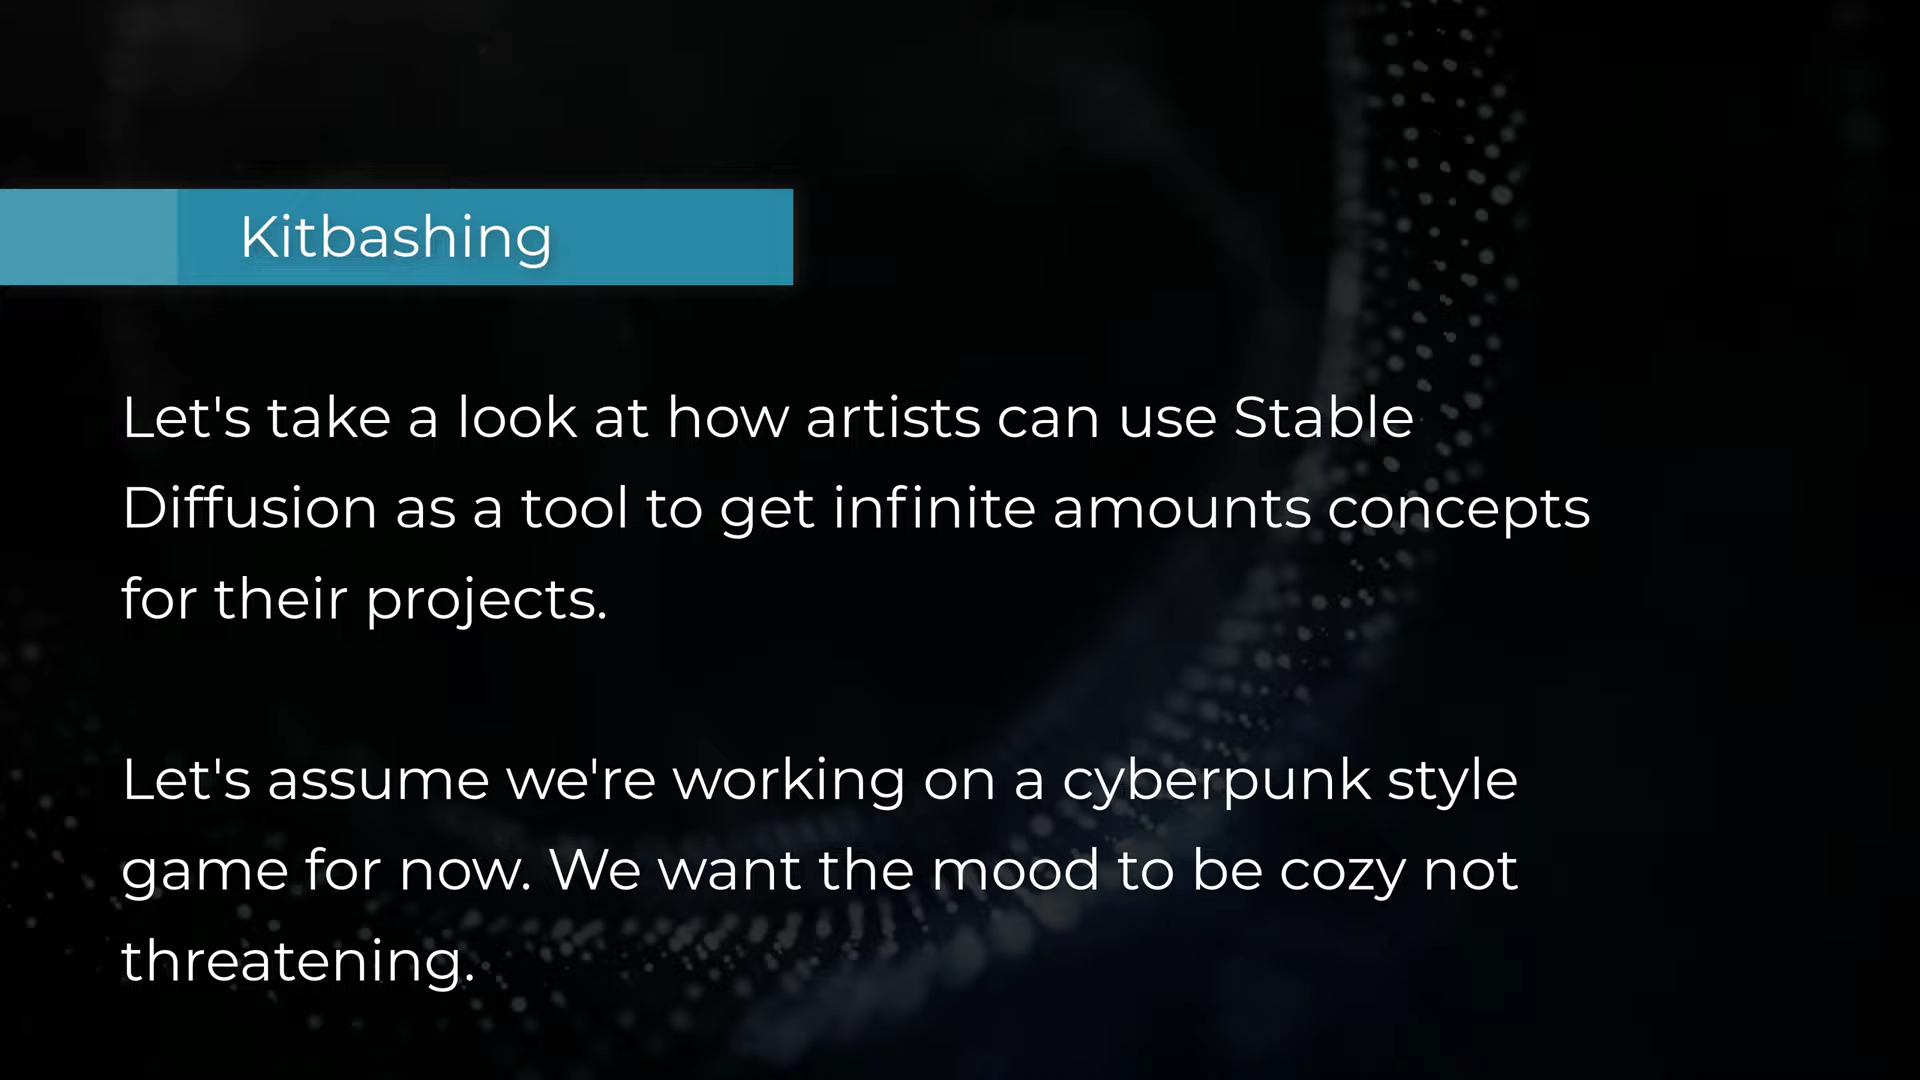 Kitbashing
Let's take a look at how artists can use Stable
Diffusion as a tool to get infinite amounts concepts
for their projects.
Let's assume we're working on a cyberpunk style
game for now. We want the mood to be cozy not
threatening.